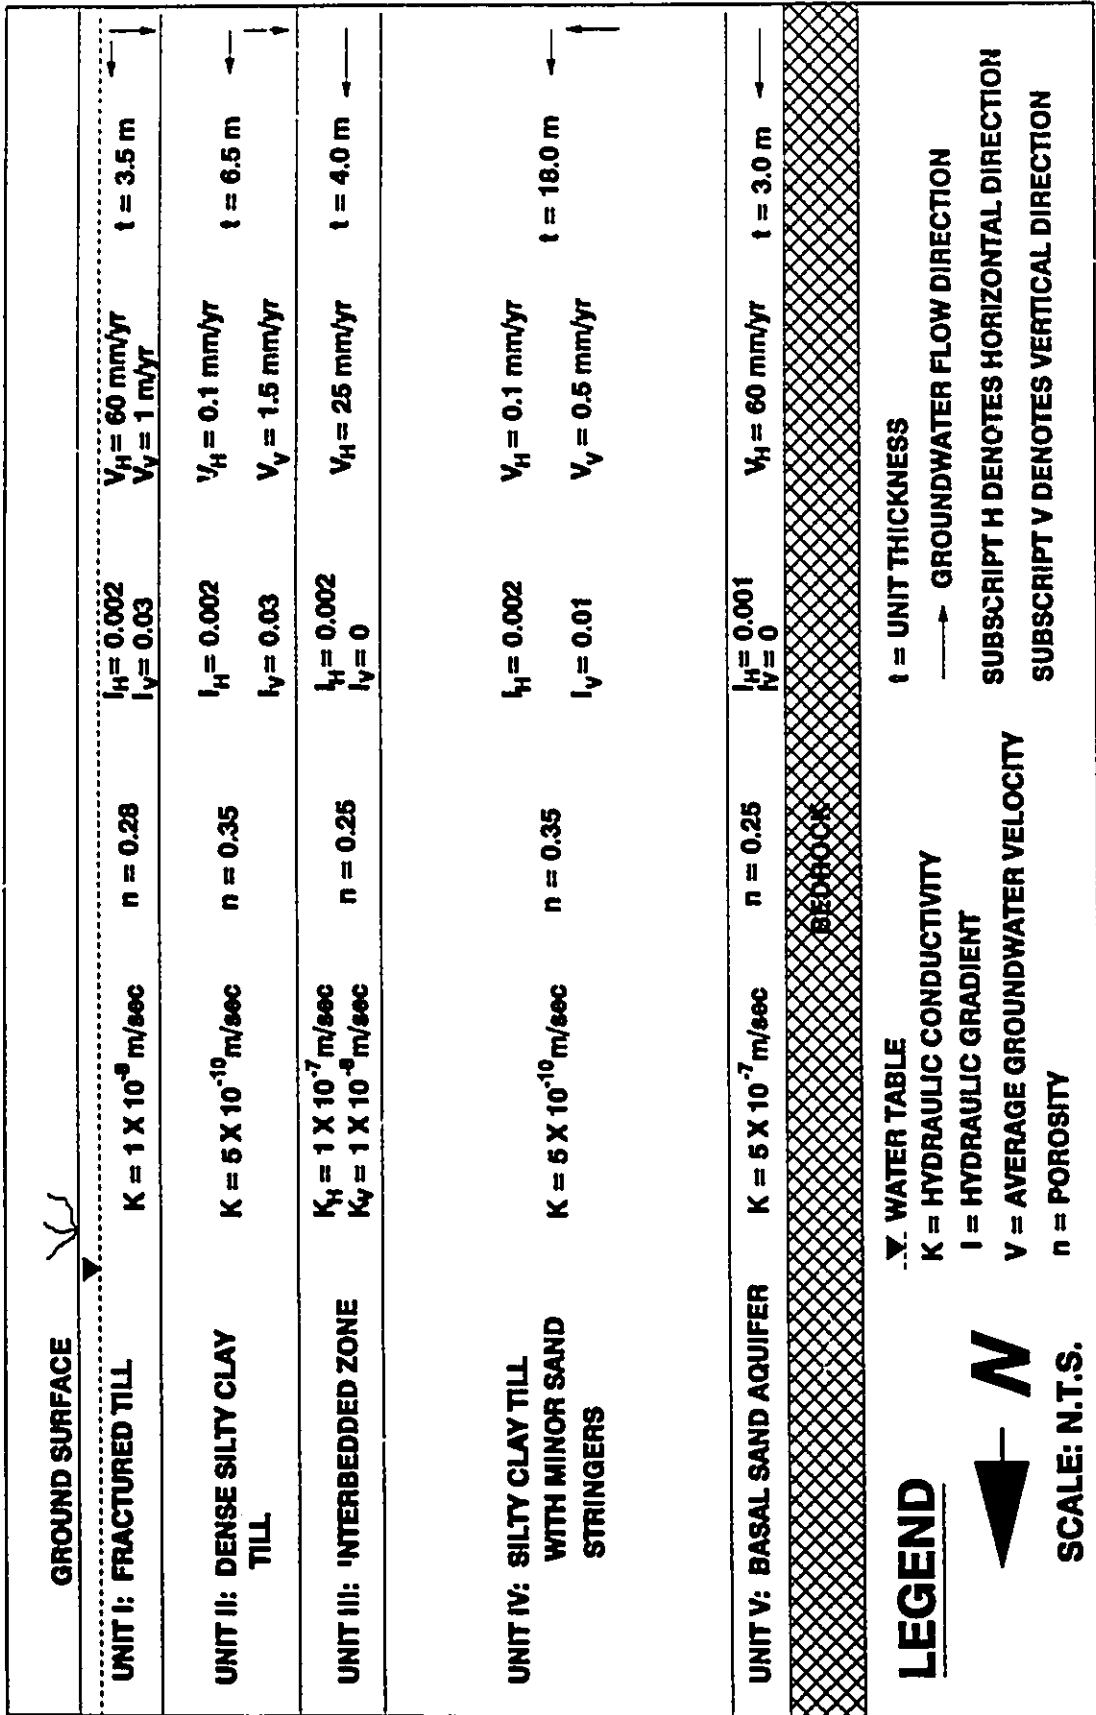 GROUND SURFACE
UNIT I: FRACTURED TILL K = 1 X 10⁻⁸ m/sec n = 0.28 I_H = 0.002 V_H = 60 mm/yr t = 3.5 m
I_V = 0.03 V_V = 1 m/yr
UNIT II: DENSE SILTY CLAY K = 5 X 10⁻¹⁰ m/sec n = 0.35 I_H = 0.002 V_H = 0.1 mm/yr t = 6.5 m
TILL I_V = 0.03 V_V = 1.5 mm/yr
UNIT III: INTERBEDDED ZONE K_H = 1 X 10⁻⁷ m/sec n = 0.25 I_H = 0.002 V_H = 25 mm/yr t = 4.0 m
K_V = 1 X 10⁻⁸ m/sec I_V = 0
UNIT IV: SILTY CLAY TILL K = 5 X 10⁻¹⁰ m/sec n = 0.35 I_H = 0.002 V_H = 0.1 mm/yr t = 18.0 m
WITH MINOR SAND I_V = 0.01 V_V = 0.5 mm/yr
STRINGERS
UNIT V: BASAL SAND AQUIFER K = 5 X 10⁻⁷ m/sec n = 0.25 I_H = 0.001 V_H = 60 mm/yr t = 3.0 m
I_V = 0
BEDROCK
LEGEND
N
SCALE: N.T.S.
WATER TABLE
K = HYDRAULIC CONDUCTIVITY
I = HYDRAULIC GRADIENT
V = AVERAGE GROUNDWATER VELOCITY
n = POROSITY
t = UNIT THICKNESS
GROUNDWATER FLOW DIRECTION
SUBSCRIPT H DENOTES HORIZONTAL DIRECTION
SUBSCRIPT V DENOTES VERTICAL DIRECTION